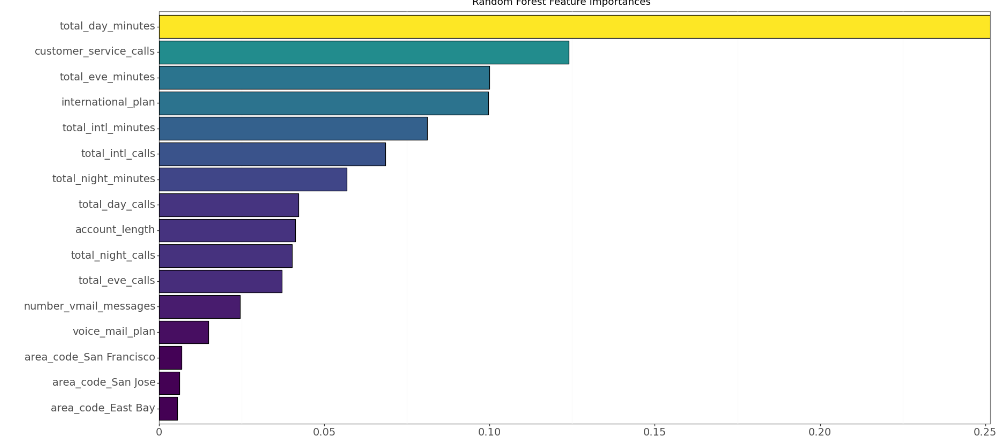 Random Forest Feature Importances
total_day_minutes
customer_service_calls
total_eve_minutes
international_plan
total_intl_minutes
total_intl_calls
total_night_minutes
total_day_calls
account_length
total_night_calls
total_eve_calls
number_vmail_messages
voice_mail_plan
area_code_San Francisco
area_code_San Jose
area_code_East Bay
0 0.05 0.10 0.15 0.20 0.25